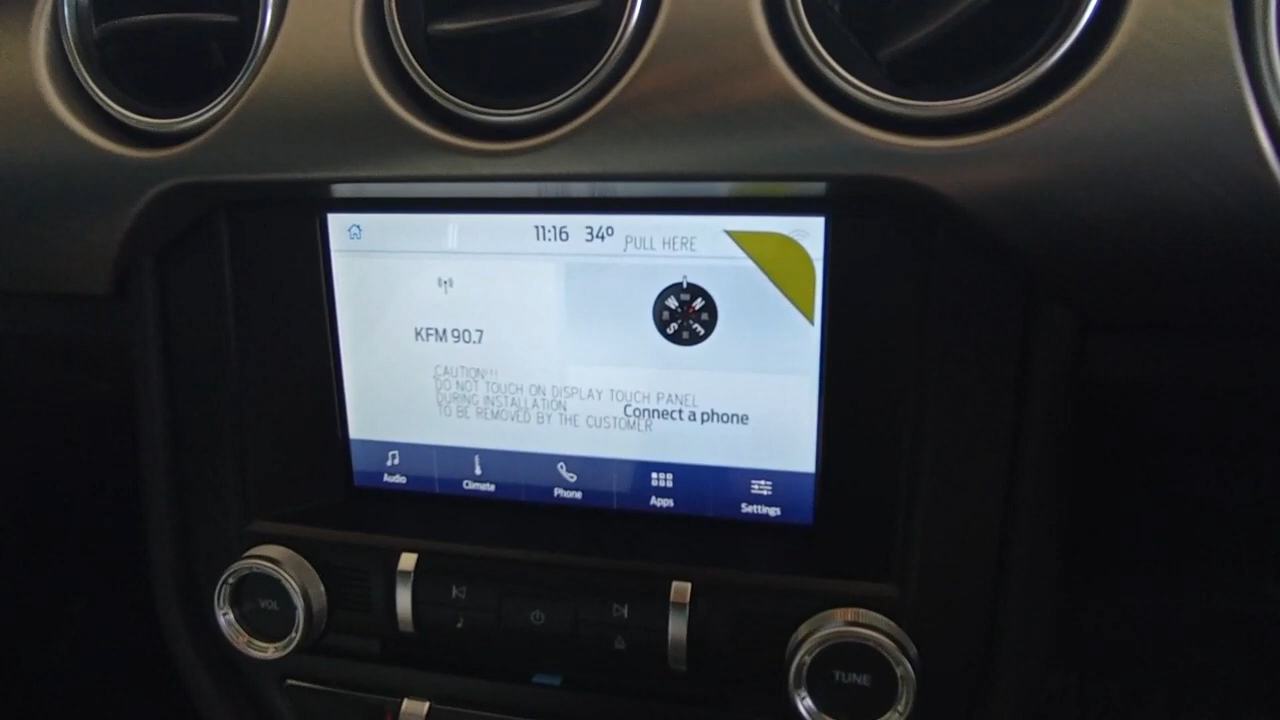 11:16 34º PULL HERE
KFM 90.7
W N
S E
CAUTION!!!
DO NOT TOUCH ON DISPLAY TOUCH PANEL
DURING INSTALLATION
TO BE REMOVED BY THE CUSTOMER
Connect a phone
Audio Climate Phone Apps Settings
VOL
TUNE